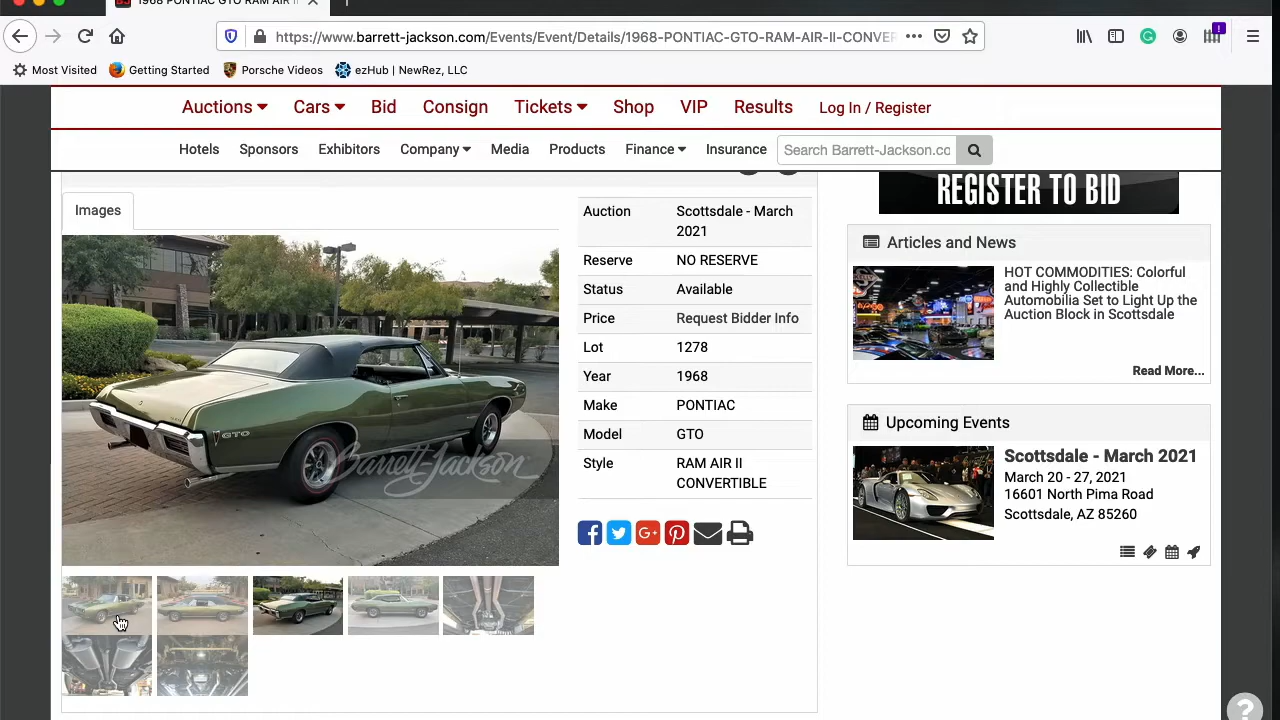 1968 PONTIAC GTO RAM AIR II
https://www.barrett-jackson.com/Events/Event/Details/1968-PONTIAC-GTO-RAM-AIR-II-CONVER
Most Visited Getting Started Porsche Videos ezHub | NewRez, LLC
Auctions Cars Bid Consign Tickets Shop VIP Results Log In / Register
Hotels Sponsors Exhibitors Company Media Products Finance Insurance Search Barrett-Jackson.co
REGISTER TO BID
Images
Auction Scottsdale - March
2021
Reserve NO RESERVE
Status Available
Price Request Bidder Info
Lot 1278
Year 1968
Make PONTIAC
Model GTO
Style RAM AIR II
CONVERTIBLE
GTO
Barrett-Jackson
Articles and News
HOT COMMODITIES: Colorful
and Highly Collectible
Automobilia Set to Light Up the
Auction Block in Scottsdale
Read More...
Upcoming Events
Scottsdale - March 2021
March 20 - 27, 2021
16601 North Pima Road
Scottsdale, AZ 85260
?